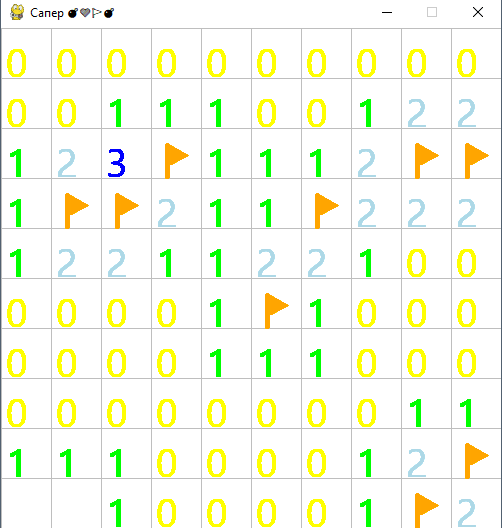 Сапер 💣🩶🏳💣
0 0 0 0 0 0 0 0 0 0
0 0 1 1 1 0 0 1 2 2
1 2 3 1 1 1 2
1 2 1 1 2 2 2
1 2 2 1 1 2 2 1 0 0
0 0 0 0 1 1 0 0 0
0 0 0 0 1 1 1 0 0 0
0 0 0 0 0 0 0 0 1 1
1 1 1 0 0 0 0 1 2
1 0 0 0 0 1 2